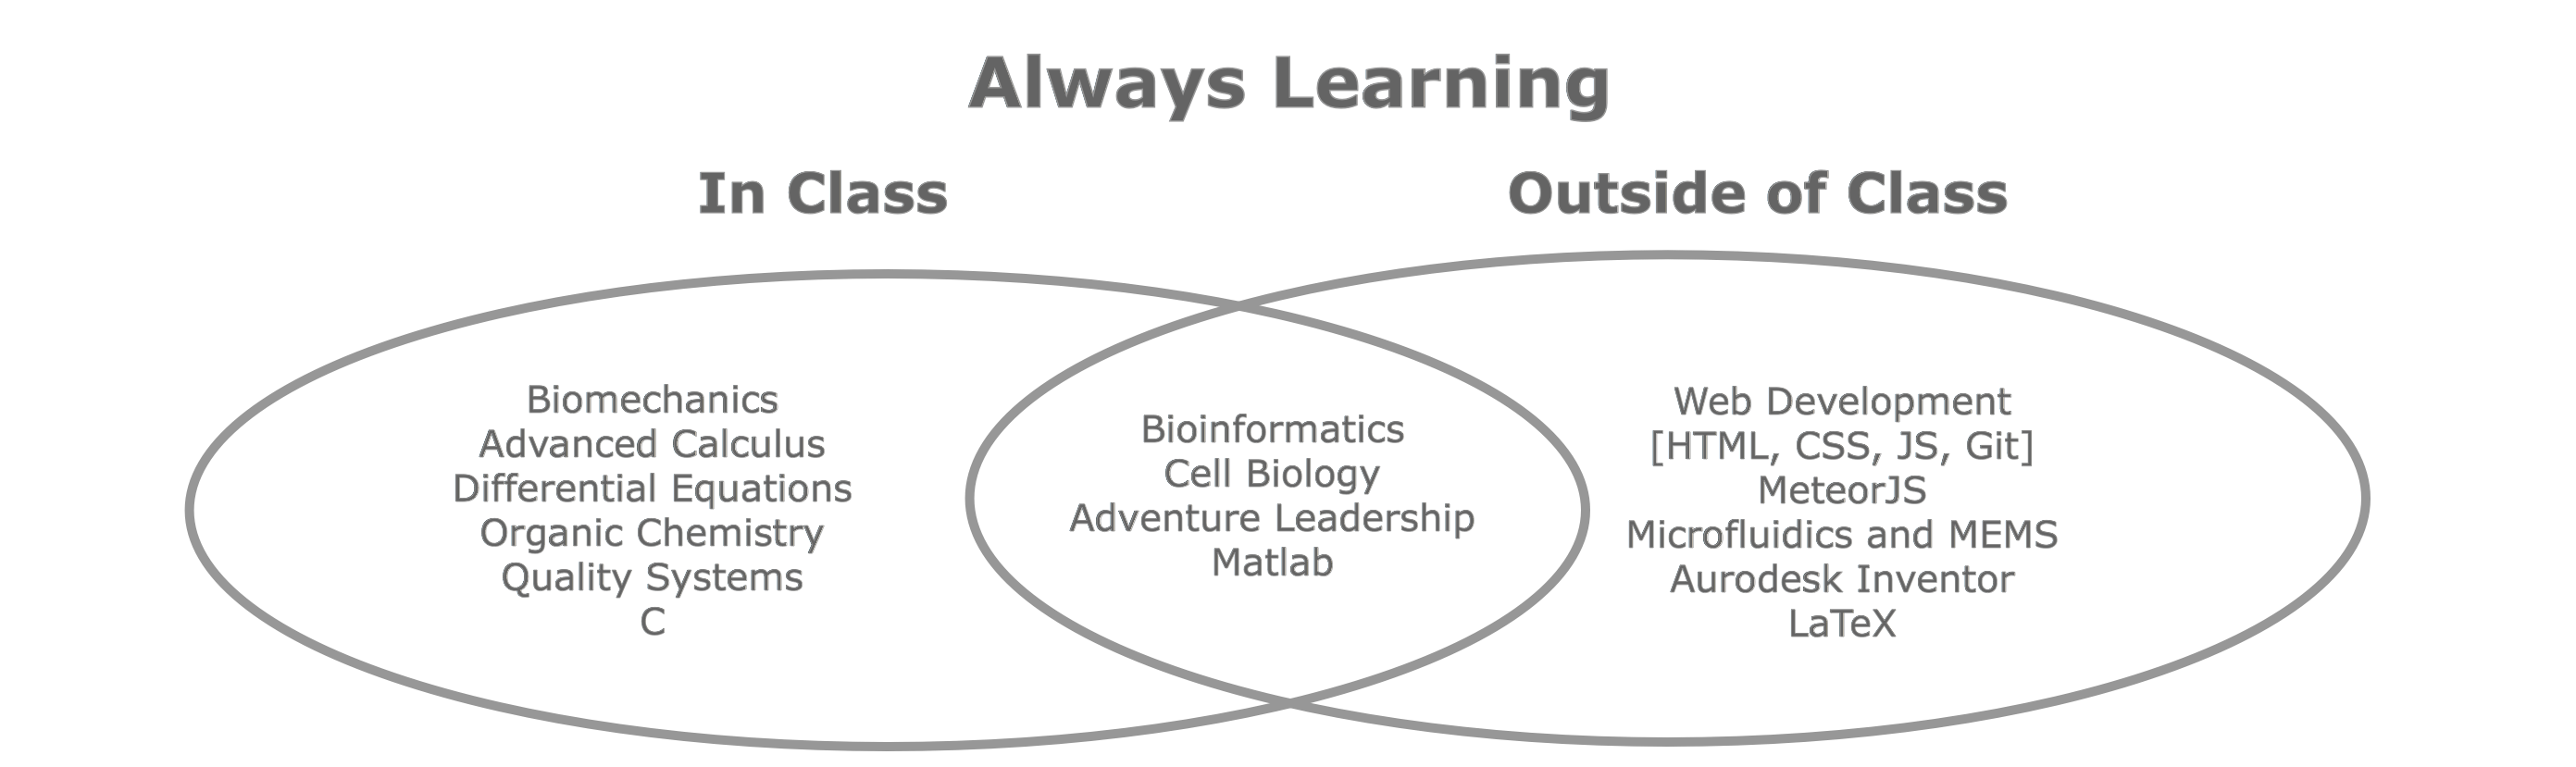 Always Learning
In Class
Outside of Class
Biomechanics
Advanced Calculus
Differential Equations
Organic Chemistry
Quality Systems
C
Bioinformatics
Cell Biology
Adventure Leadership
Matlab
Web Development
[HTML, CSS, JS, Git]
MeteorJS
Microfluidics and MEMS
Aurodesk Inventor
LaTeX